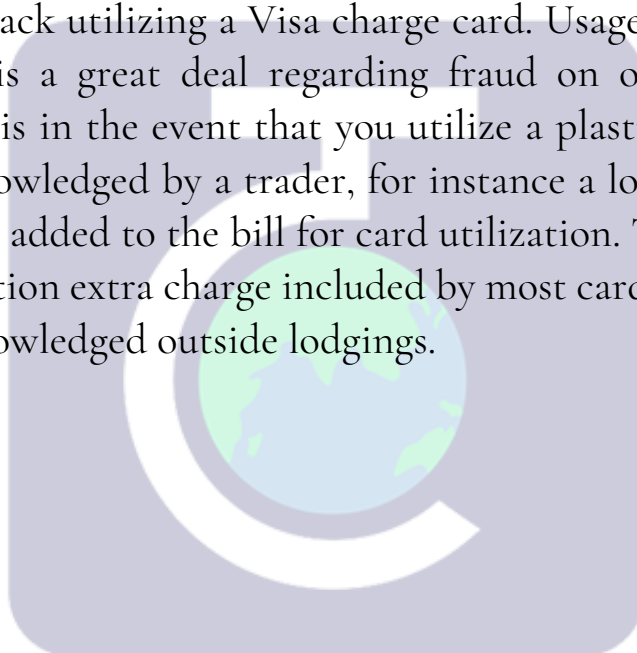 ack utilizing a Visa charge card. Usage
is a great deal regarding fraud on o
is in the event that you utilize a plast
owledged by a trader, for instance a lo
added to the bill for card utilization. T
tion extra charge included by most card
owledged outside lodgings.